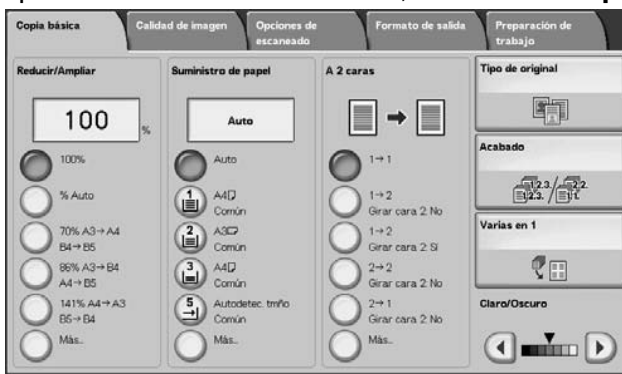 Copia básica
Calidad de imagen
Opciones de
escaneado
Formato de salida
Preparación de
trabajo
Reducir/Ampliar
100 %
100%
% Auto
70% A3→A4
B4→B5
86% A3→B4
A4→B5
141% A4→A3
B5→B4
Más...
Suministro de papel
Auto
Auto
1 A4
Común
2 A3
Común
3 A4
Común
5 Autodetec. tmño
Común
Más...
A 2 caras
1→1
1→2
Girar cara 2 No
1→2
Girar cara 2 Sí
2→2
Girar cara 2 No
2→1
Girar cara 2 No
Más...
Tipo de original
Acabado
Varias en 1
Claro/Oscuro